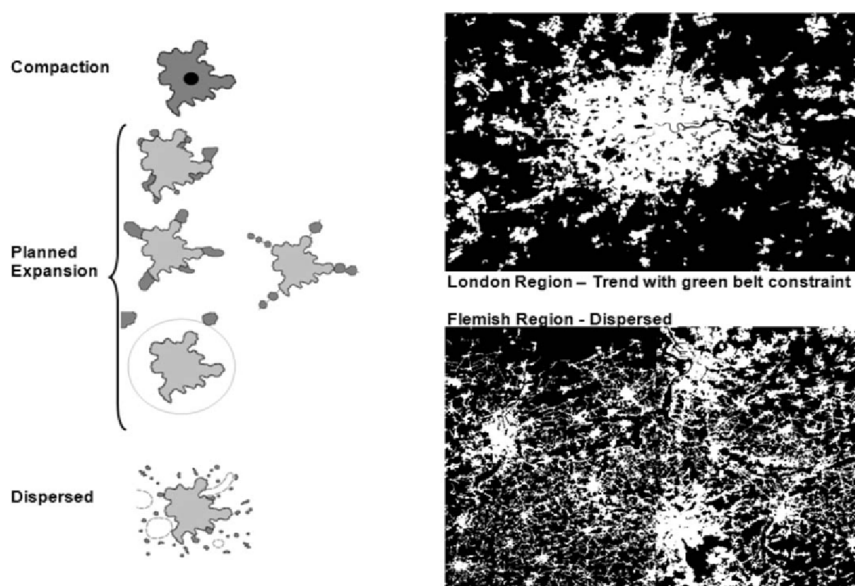 Compaction
Planned
Expansion
Dispersed
London Region – Trend with green belt constraint
Flemish Region - Dispersed